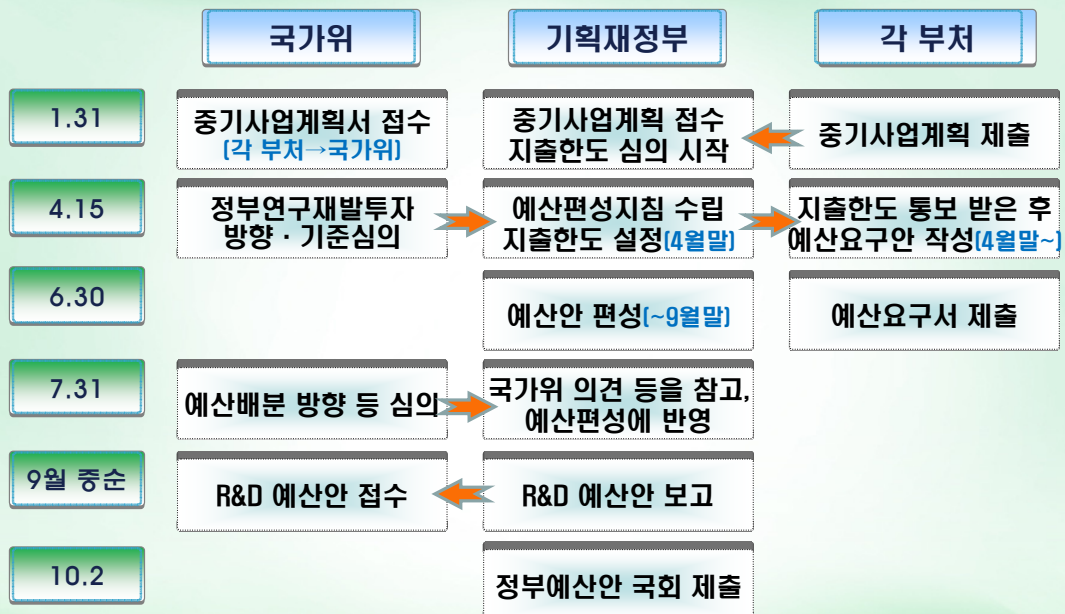 국가위
기획재정부
각 부처
1.31
중기사업계획서 접수
(각 부처→국가위)
중기사업계획 접수
지출한도 심의 시작
중기사업계획 제출
4.15
정부연구재발투자
방향·기준심의
예산편성지침 수립
지출한도 설정(4월말)
지출한도 통보 받은 후
예산요구안 작성(4월말~)
6.30
예산안 편성(~9월말)
예산요구서 제출
7.31
예산배분 방향 등 심의
국가위 의견 등을 참고,
예산편성에 반영
9월 중순
R&D 예산안 접수
R&D 예산안 보고
10.2
정부예산안 국회 제출